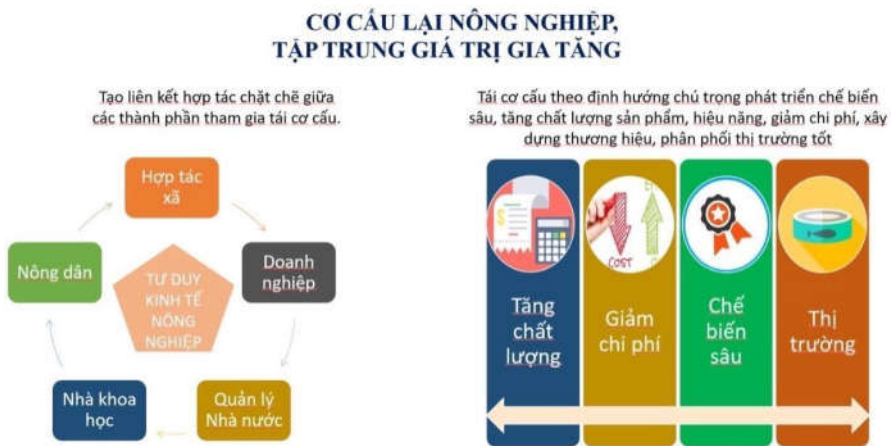 CƠ CẤU LẠI NÔNG NGHIỆP,
TẬP TRUNG GIÁ TRỊ GIA TĂNG
Tạo liên kết hợp tác chặt chẽ giữa
các thành phần tham gia tái cơ cấu.
Hợp tác
xã
Nông dân
Doanh
nghiệp
TƯ DUY
KINH TẾ
NÔNG
NGHIỆP
Nhà khoa
học
Quản lý
Nhà nước
Tái cơ cấu theo định hướng chú trọng phát triển chế biến
sâu, tăng chất lượng sản phẩm, hiệu năng, giảm chi phí, xây
dựng thương hiệu, phân phối thị trường tốt
$
COST
Tăng
chất
lượng
Giảm
chi phí
Chế
biến
sâu
Thị
trường